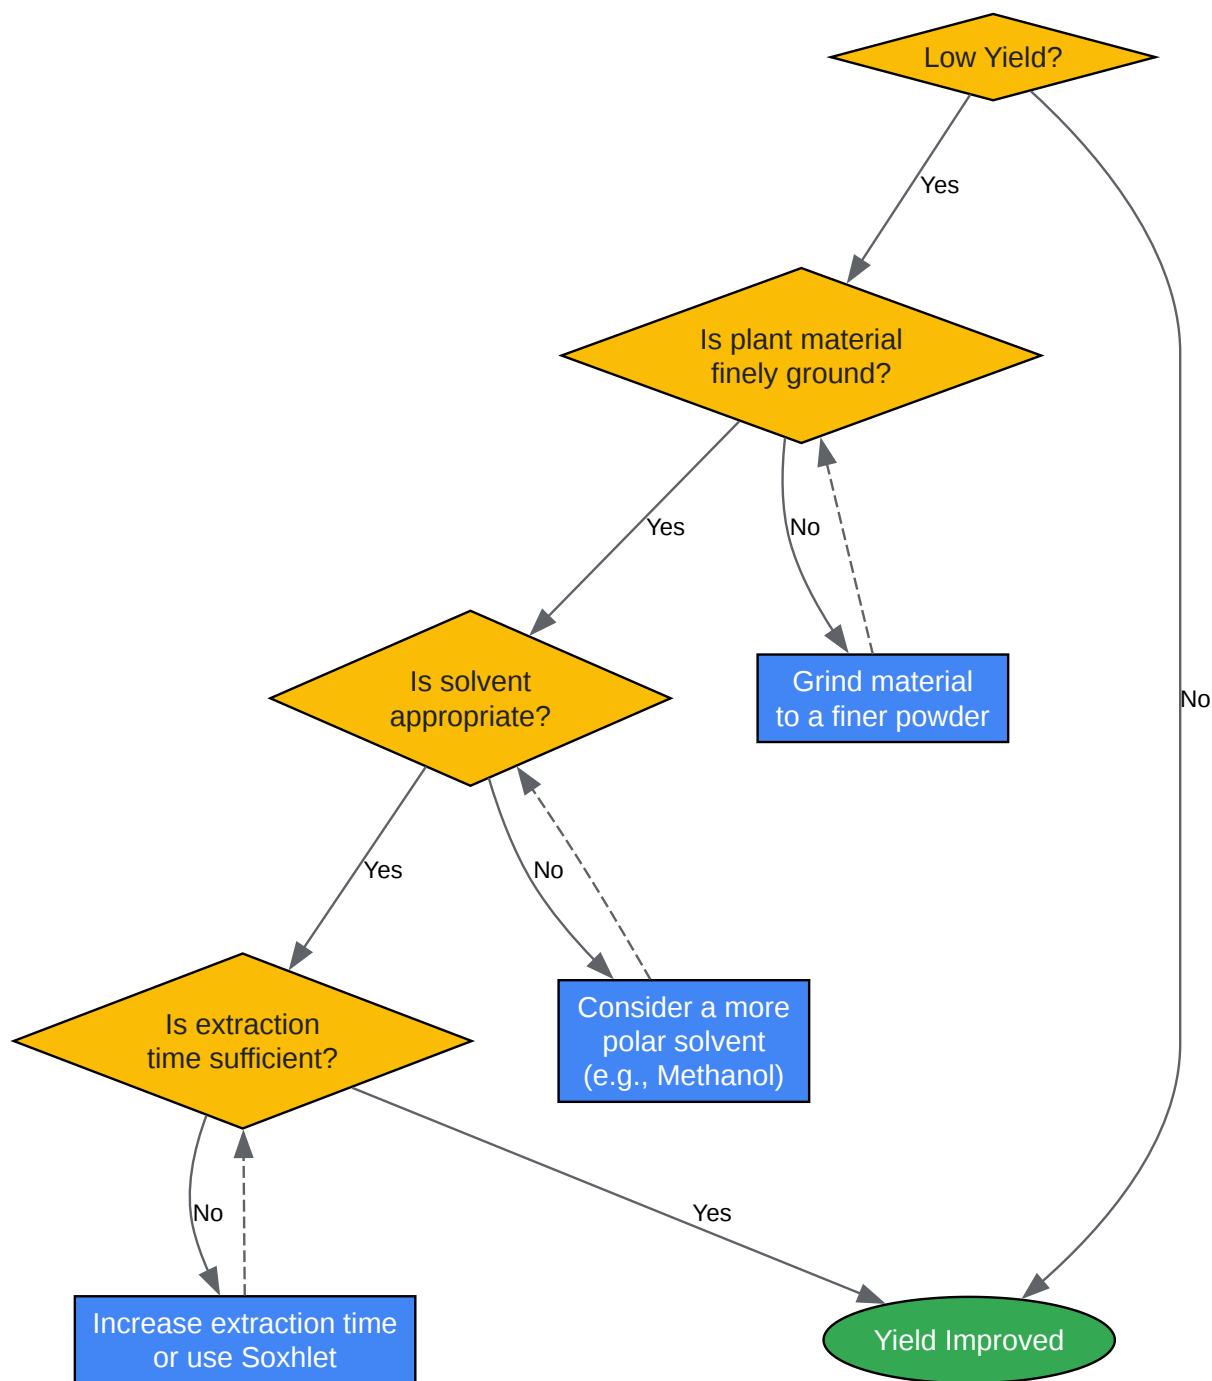 Low Yield?
Yes
Is plant material
finely ground?
Yes
No
Is solvent
appropriate?
Grind material
to a finer powder
No
Yes
No
Is extraction
time sufficient?
Consider a more
polar solvent
(e.g., Methanol)
No
Yes
Increase extraction time
or use Soxhlet
Yield Improved